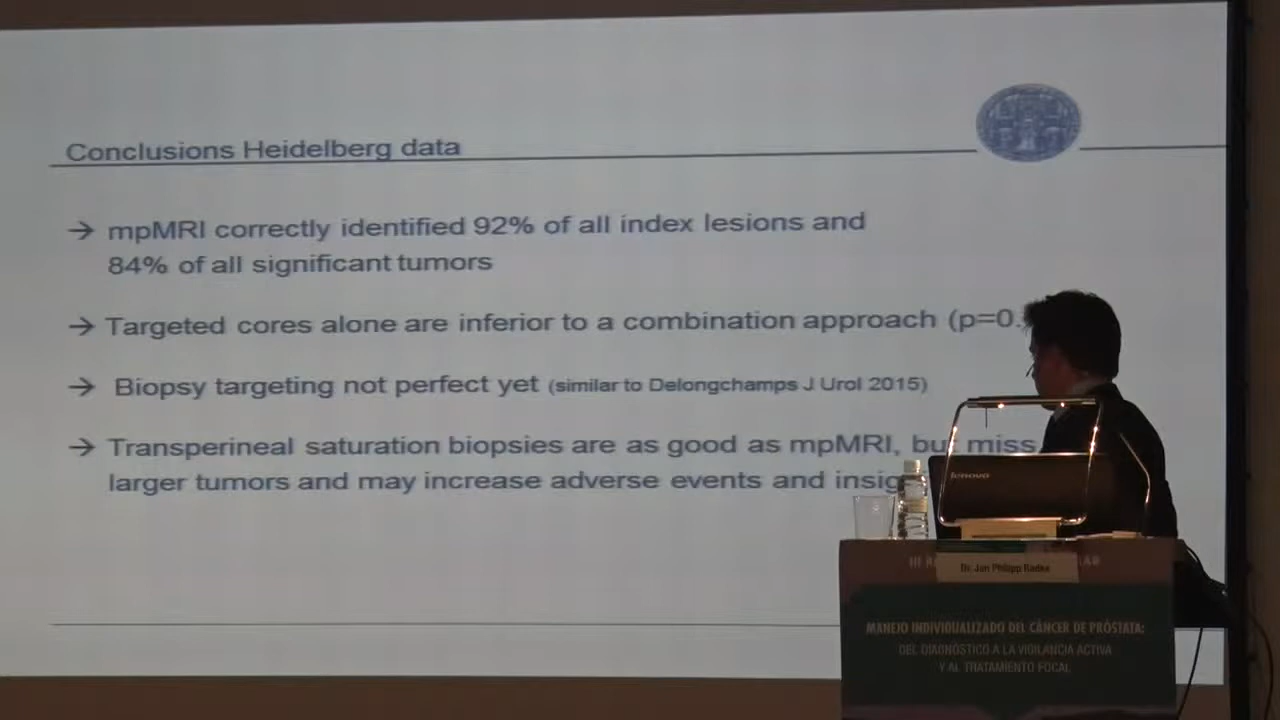 Conclusions Heidelberg data
→ mpMRI correctly identified 92% of all index lesions and
84% of all significant tumors
→ Targeted cores alone are inferior to a combination approach (p=0.
→ Biopsy targeting not perfect yet (similar to Delongchamps J Urol 2015)
→ Transperineal saturation biopsies are as good as mpMRI, but miss
larger tumors and may increase adverse events and insig
lenovo
III
Dr. Jan Philipp Radtke
MANEJO INDIVIDUALIZADO DEL CÁNCER DE PRÓSTATA:
DEL DIAGNÓSTICO A LA VIGILANCIA ACTIVA
Y AL TRATAMIENTO FOCAL